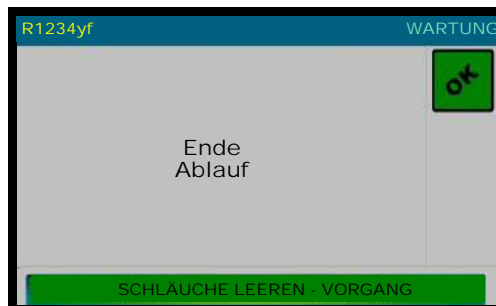 R1234yf WARTUNG
OK
Ende
Ablauf
SCHLÄUCHE LEEREN - VORGANG